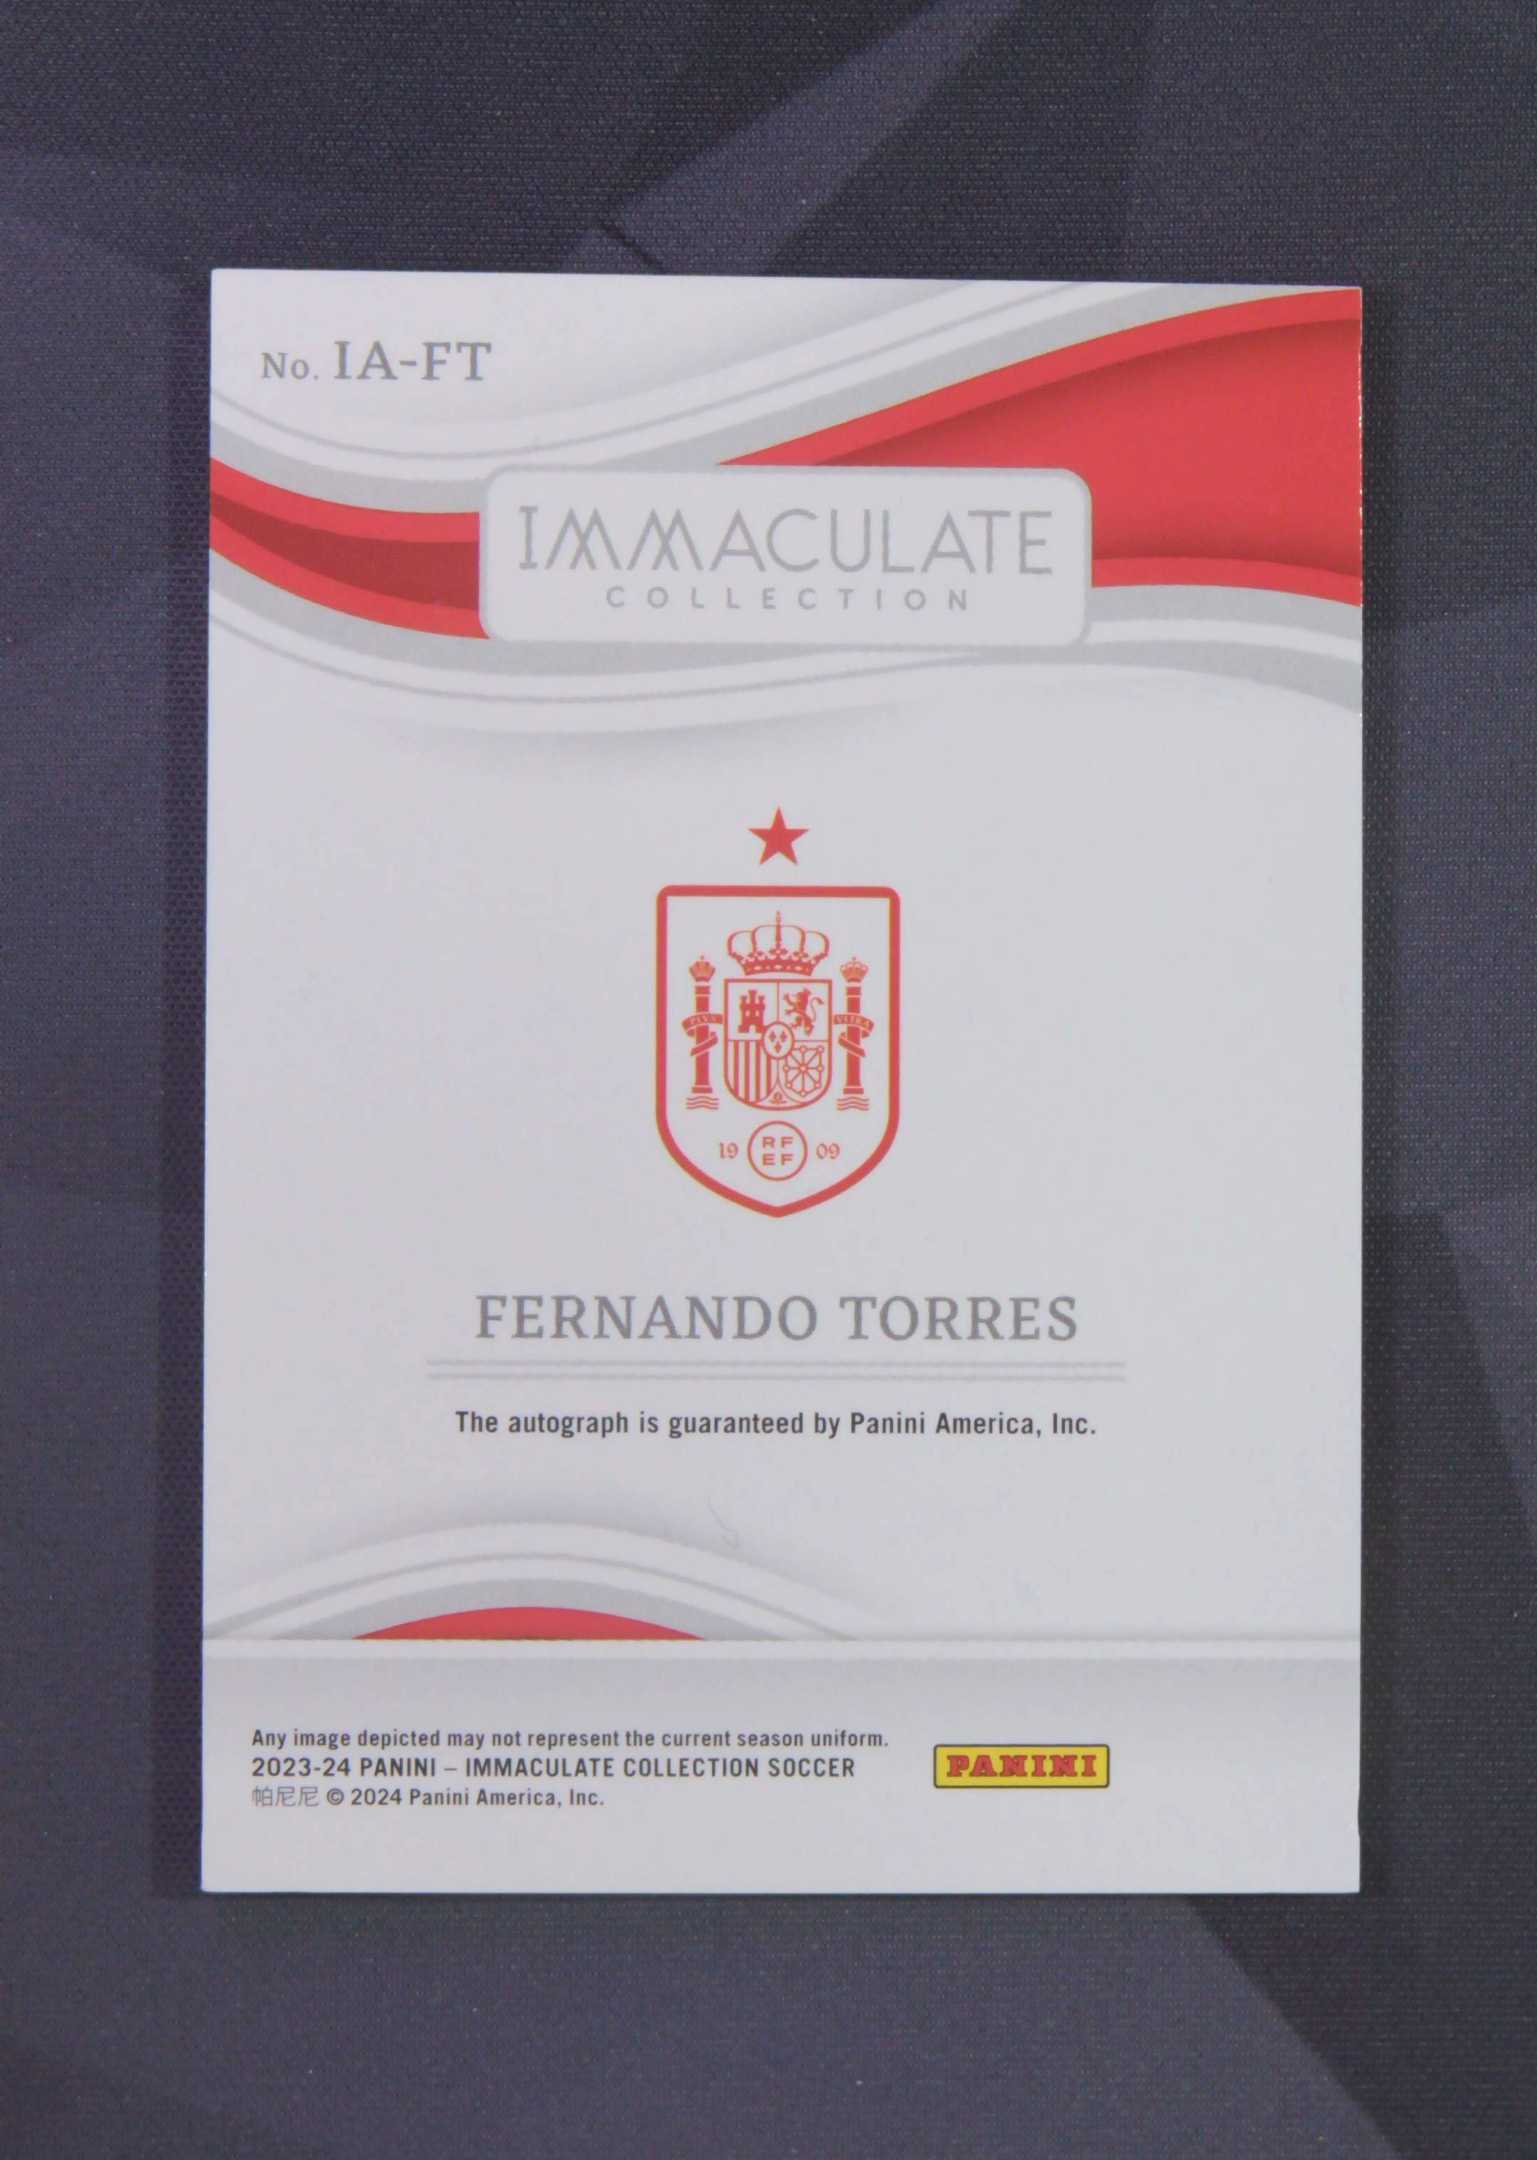 No. IA-FT
IMMACULATE
COLLECTION
PLVS
VLTRA
19 RF 09
EF
FERNANDO TORRES
The autograph is guaranteed by Panini America, Inc.
Any image depicted may not represent the current season uniform.
2023-24 PANINI – IMMACULATE COLLECTION SOCCER
帕尼尼 © 2024 Panini America, Inc.
PANINI